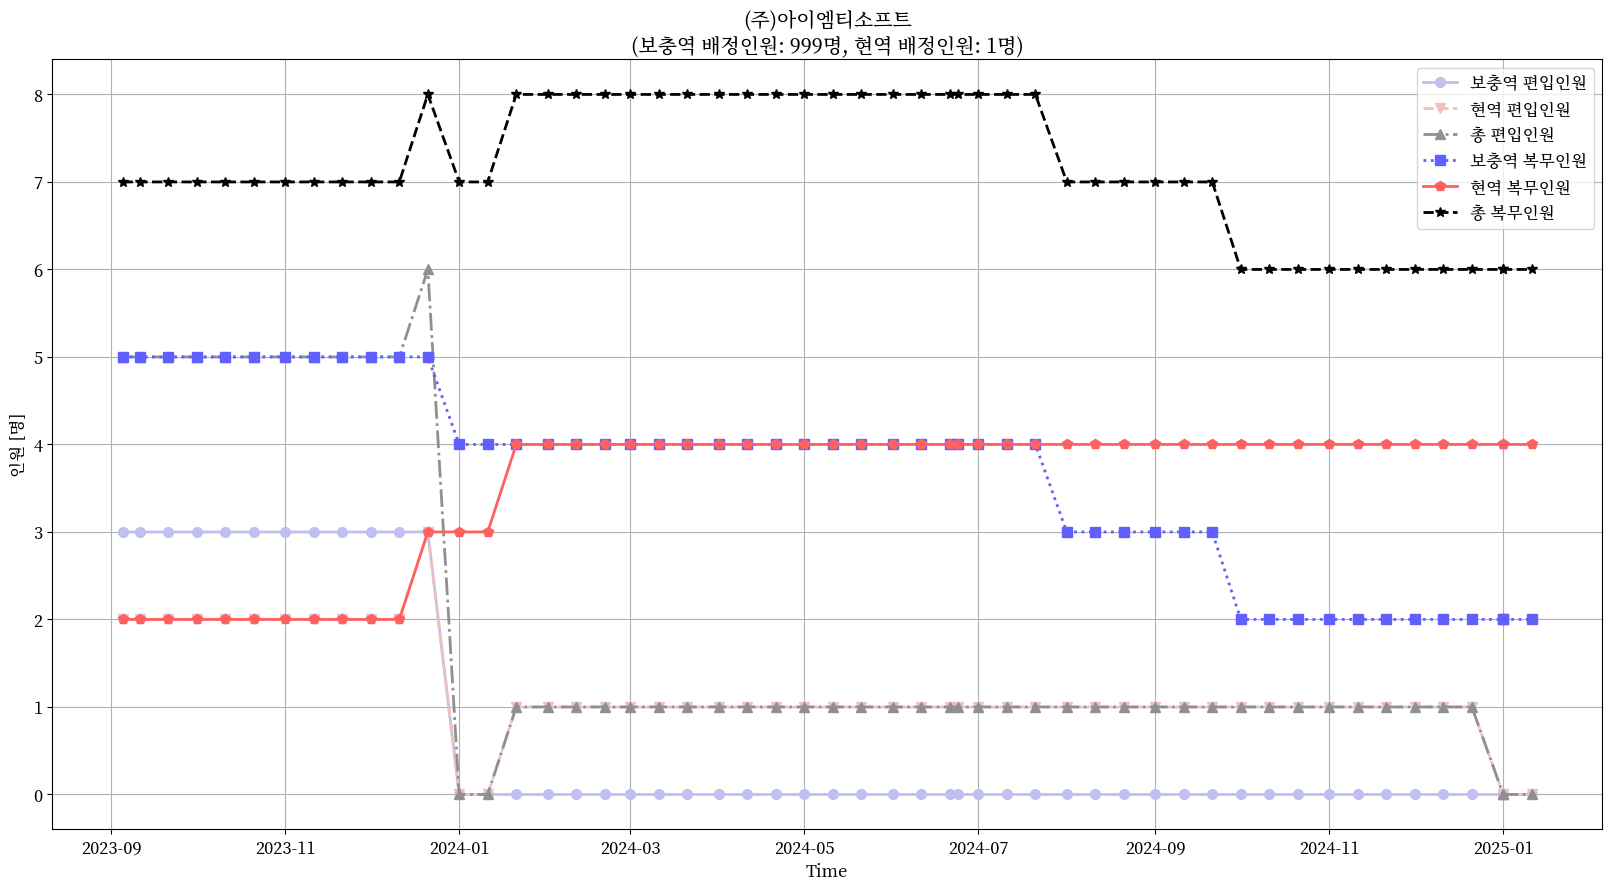 (주)아이엠티소프트
(보충역 배정인원: 999명, 현역 배정인원: 1명)
보충역 편입인원
현역 편입인원
총 편입인원
보충역 복무인원
현역 복무인원
총 복무인원
인원 [명]
8
7
6
5
4
3
2
1
0
2023-09 2023-11 2024-01 2024-03 2024-05 2024-07 2024-09 2024-11 2025-01
Time